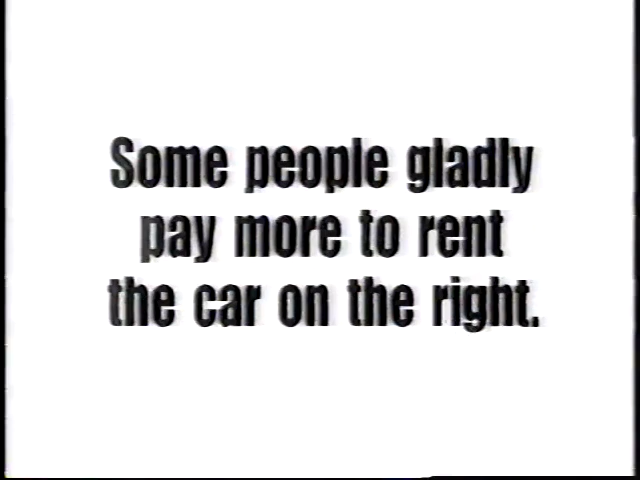 Some people gladly
pay more to rent
the car on the right.